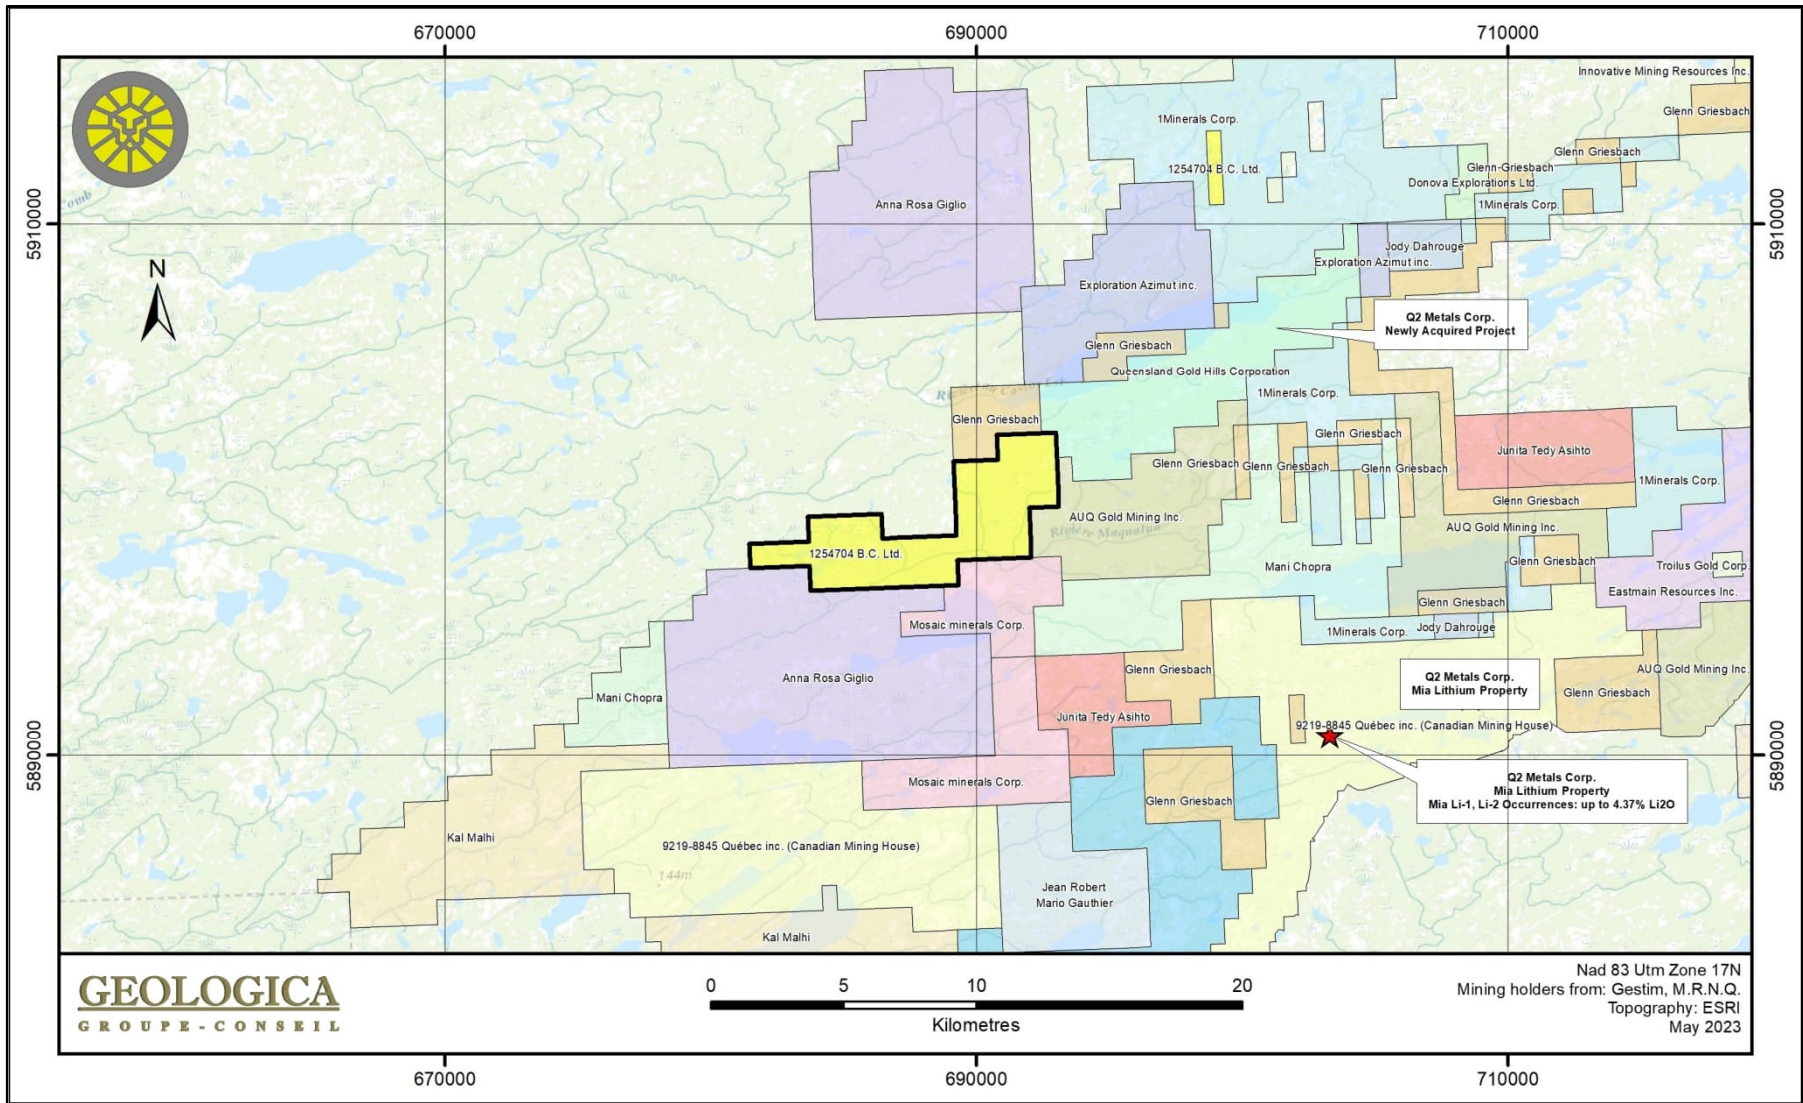 670000
690000
710000
5910000
5890000
5910000
5890000
N
Innovative Mining Resources Inc.
Glenn Griesbach
1Minerals Corp.
Glenn Griesbach
1254704 B.C. Ltd.
Glenn Griesbach
Donova Explorations Ltd.
Anna Rosa Giglio
1Minerals Corp.
Jody Dahrouge
Exploration Azimut inc.
Exploration Azimut inc.
Q2 Metals Corp.
Newly Acquired Project
Glenn Griesbach
Queensland Gold Hills Corporation
1Minerals Corp.
Glenn Griesbach
Glenn Griesbach
Junita Tedy Asihto
Glenn Griesbach
Glenn Griesbach
Glenn Griesbach
1Minerals Corp.
Glenn Griesbach
AUQ Gold Mining Inc.
AUQ Gold Mining Inc.
1254704 B.C. Ltd.
Mani Chopra
Glenn Griesbach
Troilus Gold Corp.
Eastmain Resources Inc.
Glenn Griesbach
Mosaic minerals Corp.
1Minerals Corp.
Jody Dahrouge
Glenn Griesbach
AUQ Gold Mining Inc.
Anna Rosa Giglio
Q2 Metals Corp.
Mia Lithium Property
Glenn Griesbach
Mani Chopra
Junita Tedy Asihto
9219-8845 Québec inc. (Canadian Mining House)
Mosaic minerals Corp.
Q2 Metals Corp.
Mia Lithium Property
Mia Li-1, Li-2 Occurrences: up to 4.37% Li2O
Glenn Griesbach
Kal Malhi
9219-8845 Québec inc. (Canadian Mining House)
144m
Jean Robert
Mario Gauthier
Kal Malhi
GEOLOGICA
GROUPE-CONSEIL
0 5 10 20
Kilometres
Nad 83 Utm Zone 17N
Mining holders from: Gestim, M.R.N.Q.
Topography: ESRI
May 2023
670000
690000
710000